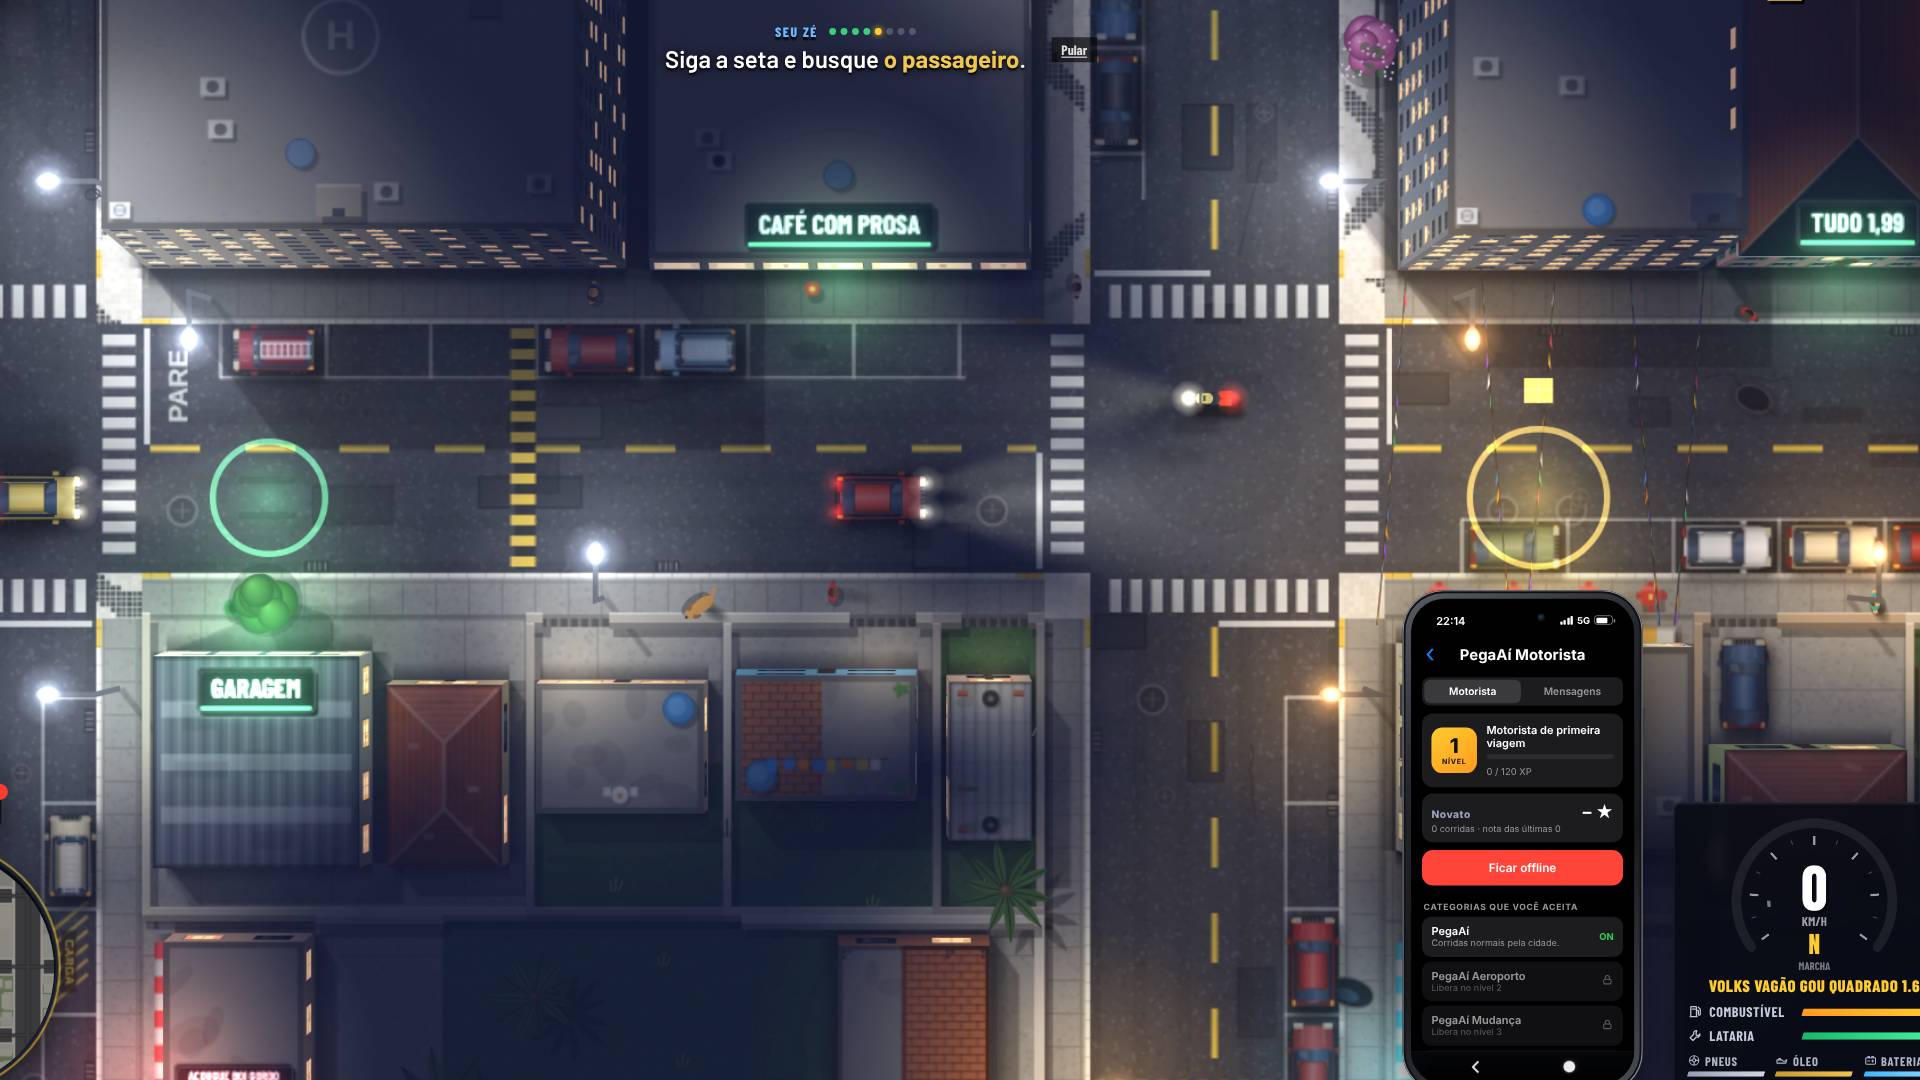 SEU ZÉ
Siga a seta e busque o passageiro.
Pular
H
CAFÉ COM PROSA
TUDO 1,99
PARE
GARAGEM
CARGA
22:14
5G
PegaAí Motorista
Motorista
Mensagens
1
NÍVEL
Motorista de primeira
viagem
0 / 120 XP
Novato
0 corridas · nota das últimas 0
– ★
Ficar offline
CATEGORIAS QUE VOCÊ ACEITA
PegaAí
Corridas normais pela cidade.
ON
PegaAí Aeroporto
Libera no nível 2
PegaAí Mudança
Libera no nível 3
0
KM/H
N
MARCHA
VOLKS VAGÃO GOU QUADRADO 1.6
COMBUSTÍVEL
LATARIA
PNEUS
ÓLEO
BATERIA